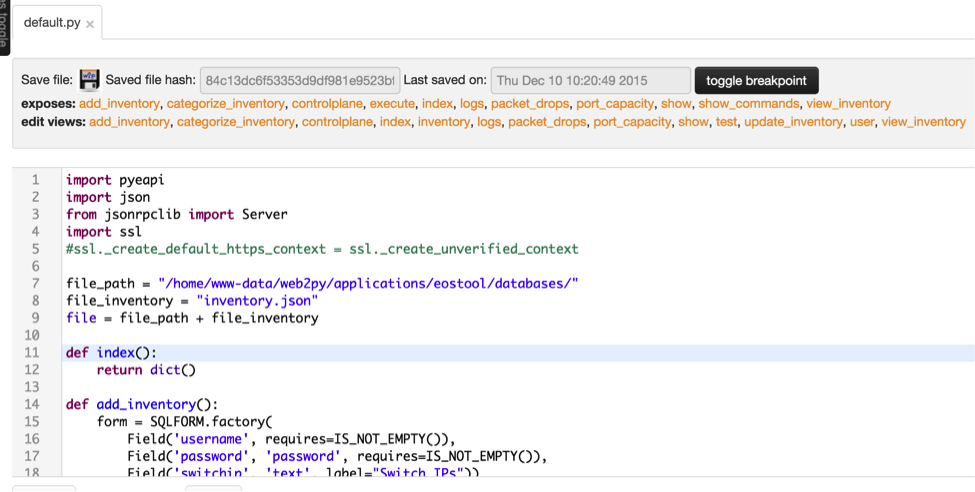 default.py ×
Save file: Saved file hash: 84c13dc6f53353d9df981e9523b Last saved on: Thu Dec 10 10:20:49 2015 toggle breakpoint
exposes: add_inventory, categorize_inventory, controlplane, execute, index, logs, packet_drops, port_capacity, show, show_commands, view_inventory
edit views: add_inventory, categorize_inventory, controlplane, index, inventory, logs, packet_drops, port_capacity, show, test, update_inventory, user, view_inventory
1 import pyeapi
2 import json
3 from jsonrpclib import Server
4 import ssl
5 #ssl._create_default_https_context = ssl._create_unverified_context
6
7 file_path = "/home/www-data/web2py/applications/eostool/databases/"
8 file_inventory = "inventory.json"
9 file = file_path + file_inventory
10
11 def index():
12 return dict()
13
14 def add_inventory():
15 form = SQLFORM.factory(
16 Field('username', requires=IS_NOT_EMPTY()),
17 Field('password', 'password', requires=IS_NOT_EMPTY()),
18 Field('switchip', 'text', label="Switch IPs"))